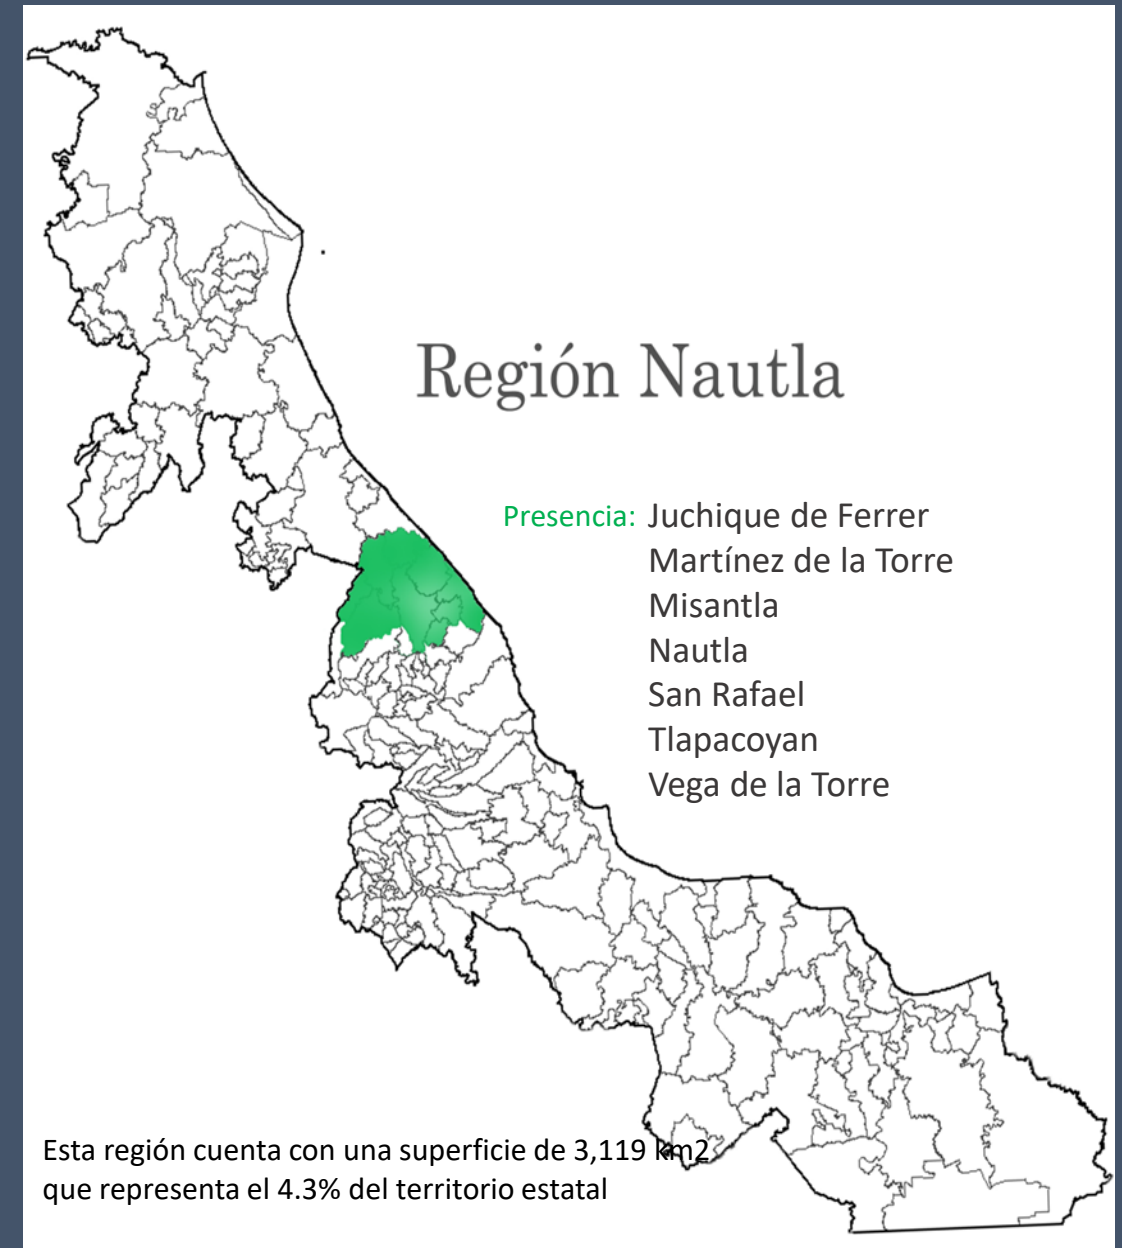 Región Nautla
Presencia: Juchique de Ferrer
Martínez de la Torre
Misantla
Nautla
San Rafael
Tlapacoyan
Vega de la Torre
Esta región cuenta con una superficie de 3,119 km2
que representa el 4.3% del territorio estatal